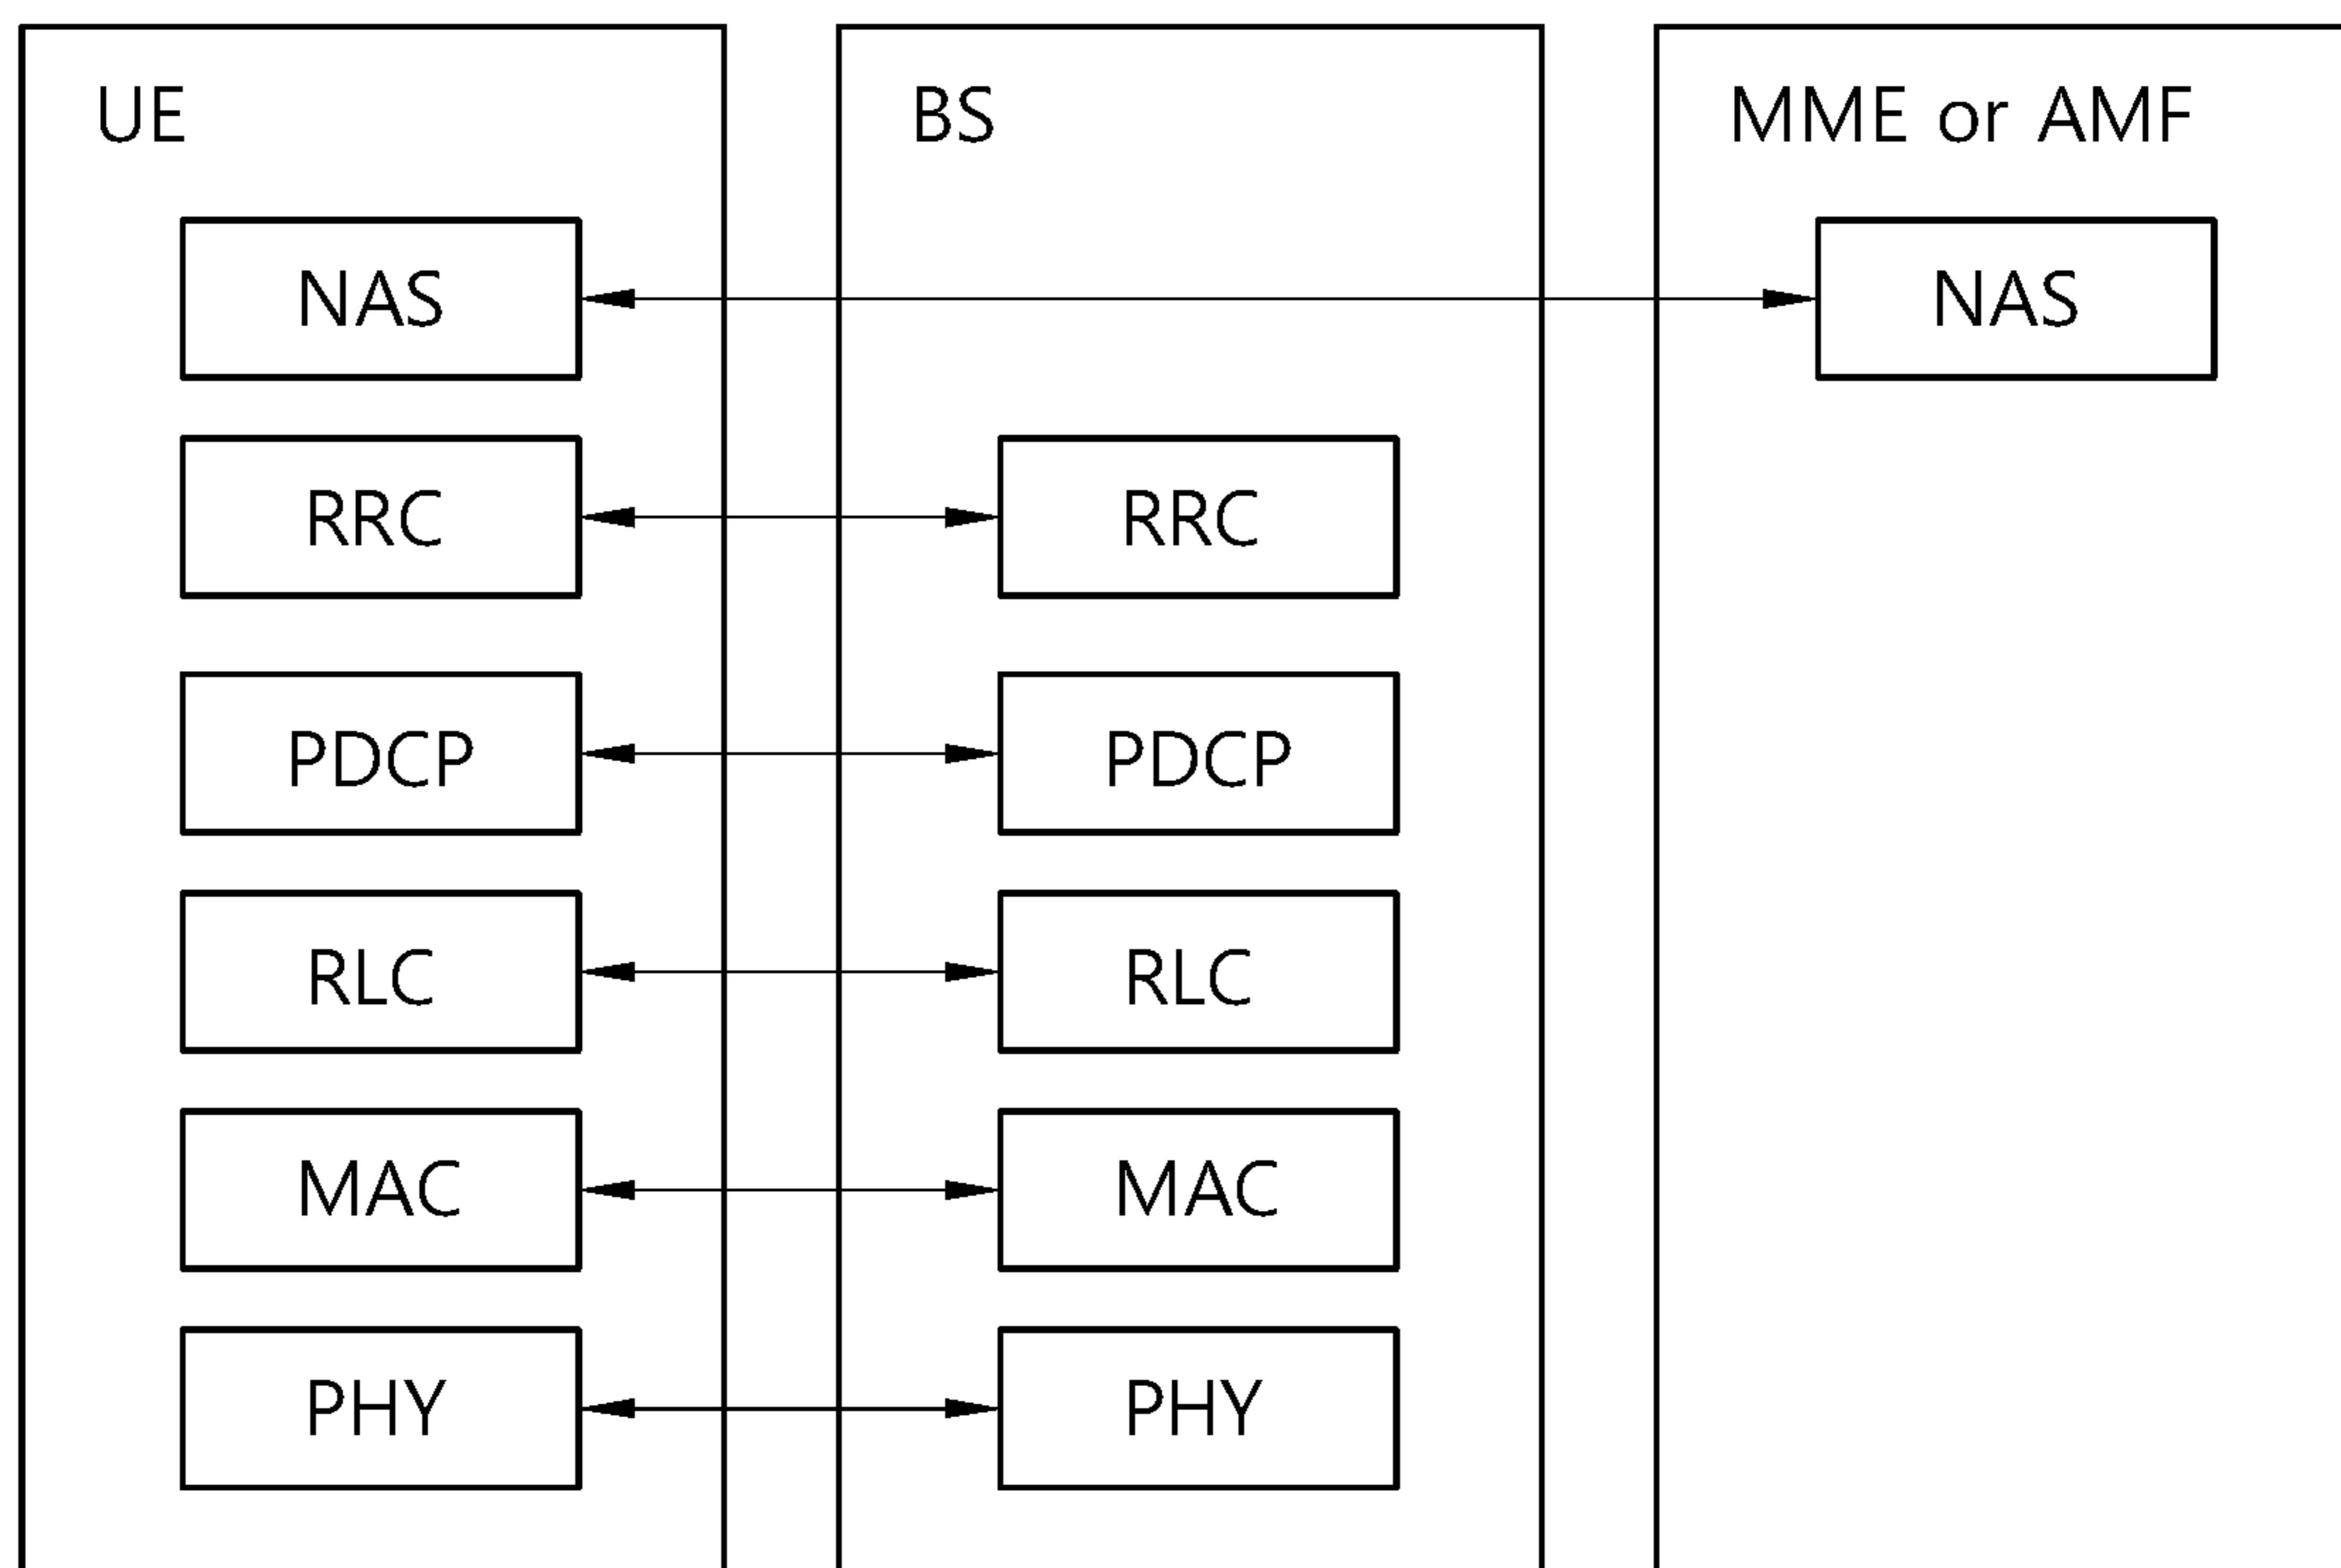 UE
BS
MME or AMF
NAS
NAS
RRC
RRC
PDCP
PDCP
RLC
RLC
MAC
MAC
PHY
PHY